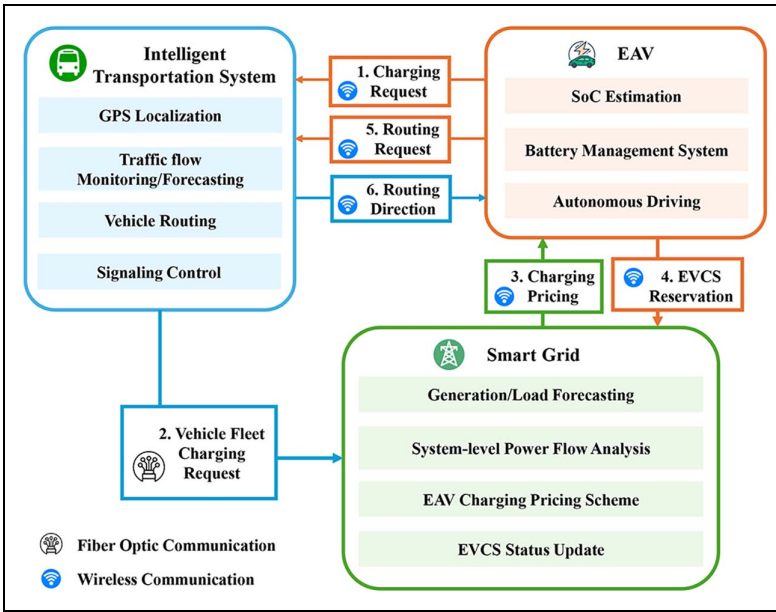 Intelligent
Transportation System
GPS Localization
Traffic flow
Monitoring/Forecasting
Vehicle Routing
Signaling Control
1. Charging
Request
5. Routing
Request
6. Routing
Direction
EAV
SoC Estimation
Battery Management System
Autonomous Driving
3. Charging
Pricing
4. EVCS
Reservation
2. Vehicle Fleet
Charging
Request
Smart Grid
Generation/Load Forecasting
System-level Power Flow Analysis
EAV Charging Pricing Scheme
EVCS Status Update
Fiber Optic Communication
Wireless Communication